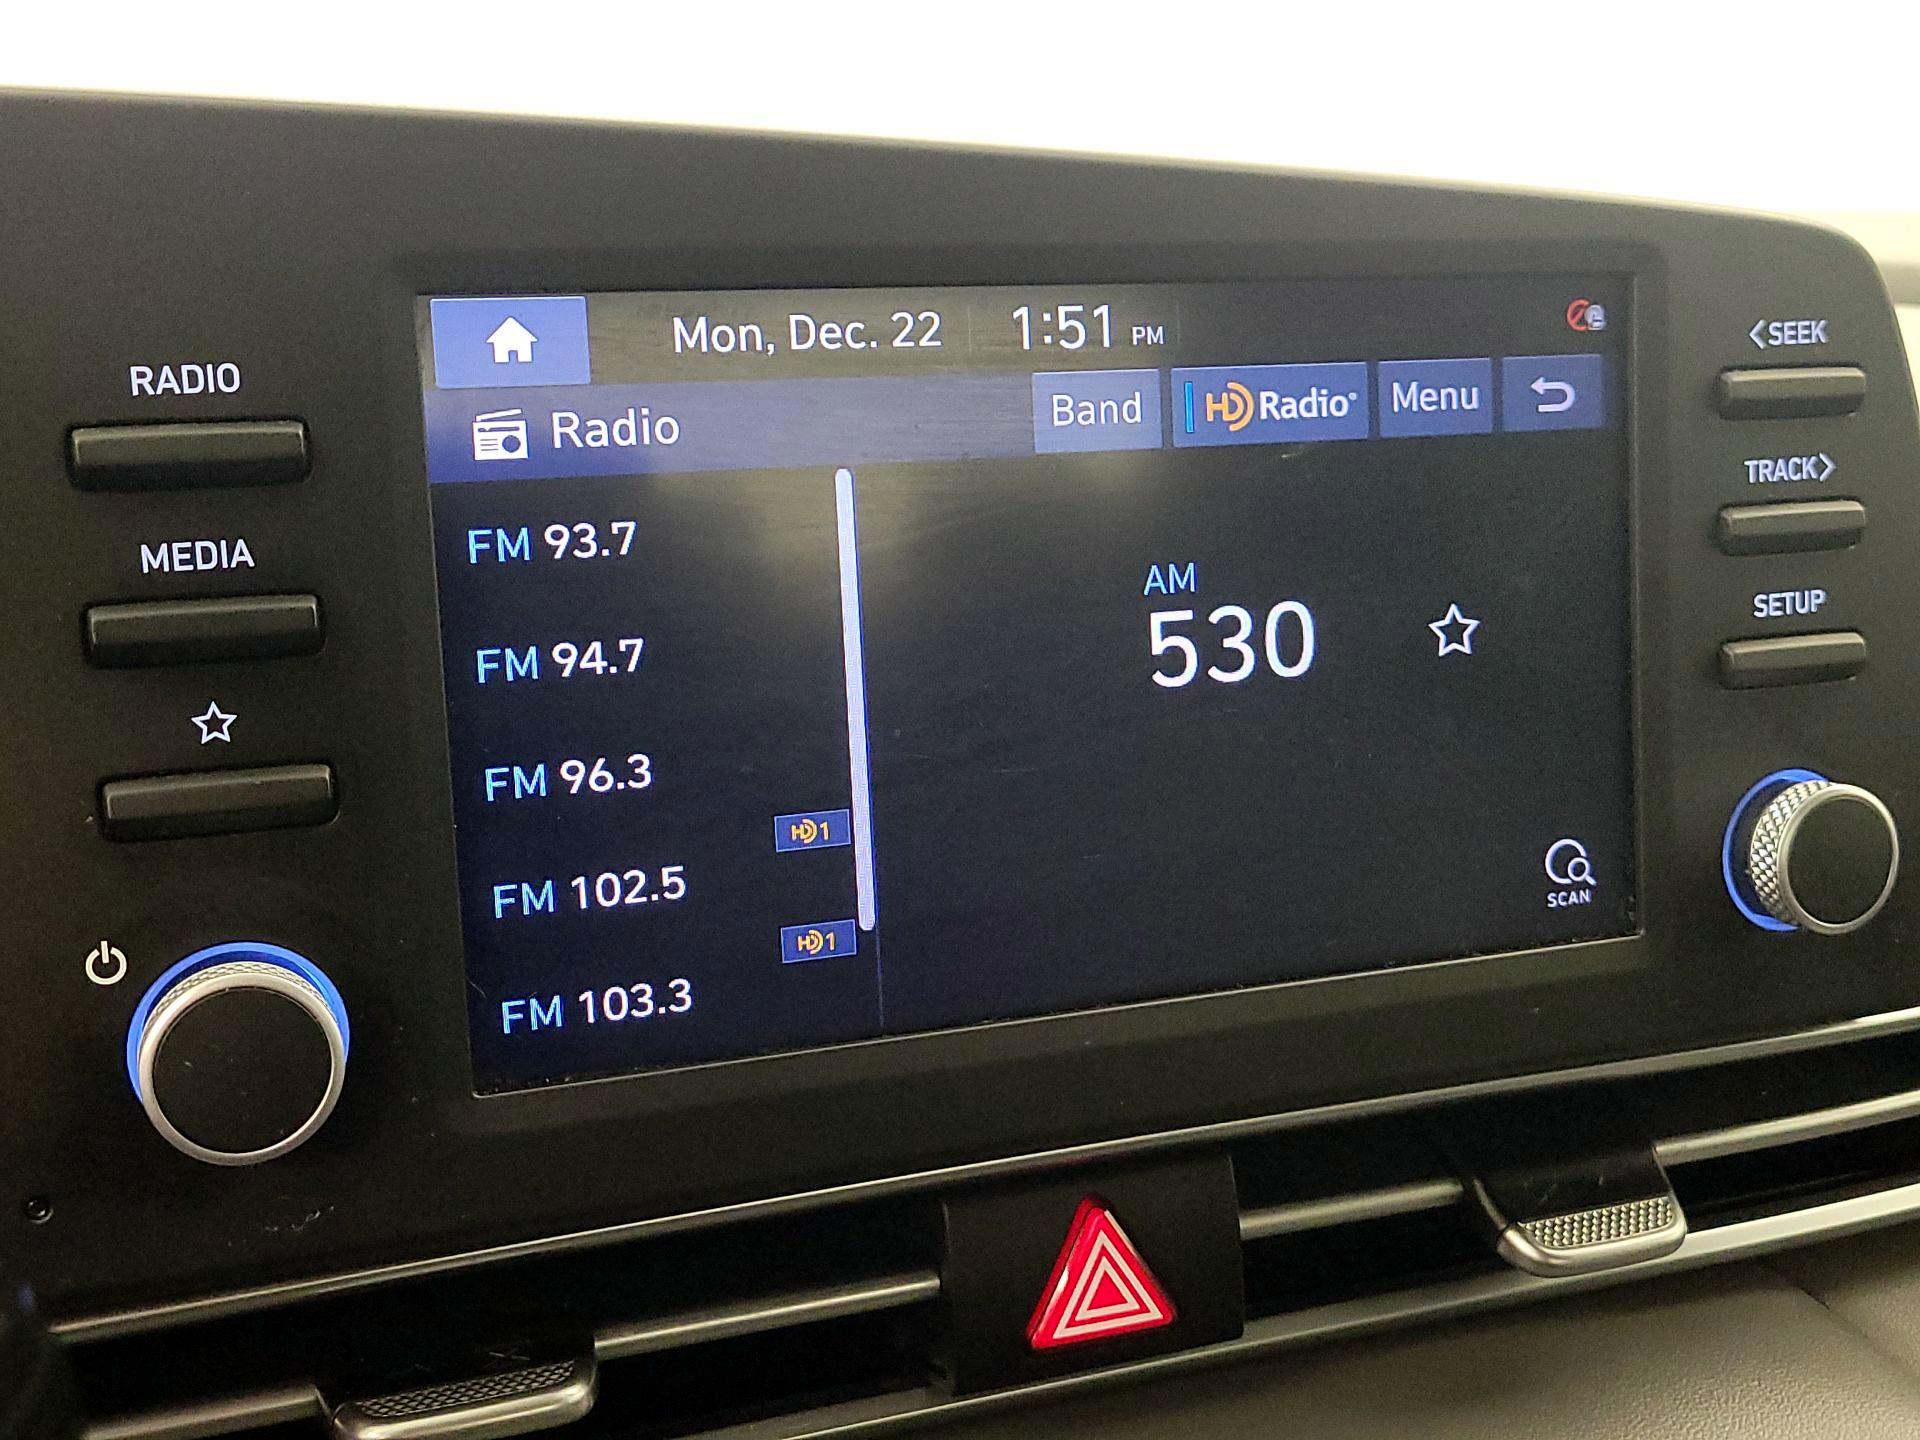 RADIO
MEDIA
Mon, Dec. 22
1:51 PM
Radio
Band
HD Radio®
Menu
FM 93.7
FM 94.7
FM 96.3
HD1
FM 102.5
HD1
FM 103.3
AM
530
SCAN
<SEEK
TRACK>
SETUP